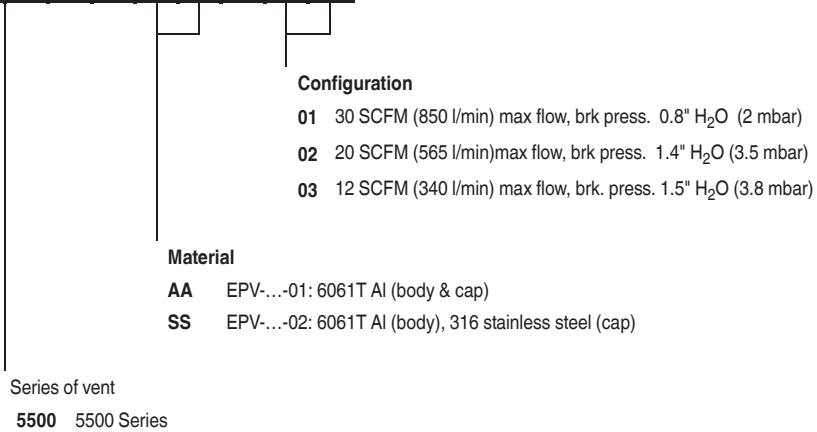 Configuration
01 30 SCFM (850 l/min) max flow, brk press. 0.8" H₂O (2 mbar)
02 20 SCFM (565 l/min)max flow, brk press. 1.4" H₂O (3.5 mbar)
03 12 SCFM (340 l/min) max flow, brk. press. 1.5" H₂O (3.8 mbar)
Material
AA EPV-…-01: 6061T Al (body & cap)
SS EPV-…-02: 6061T Al (body), 316 stainless steel (cap)
Series of vent
5500 5500 Series